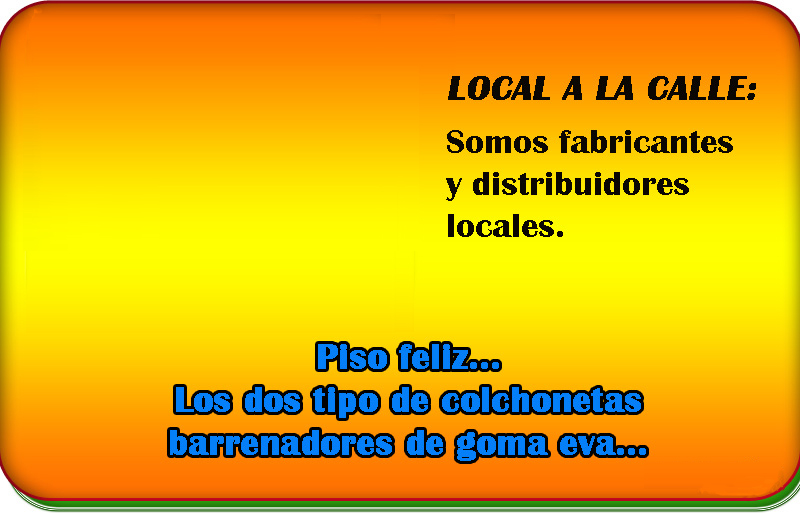 LOCAL A LA CALLE:
Somos fabricantes
y distribuidores
locales.
Piso feliz...
Los dos tipo de colchonetas
barrenadores de goma eva...